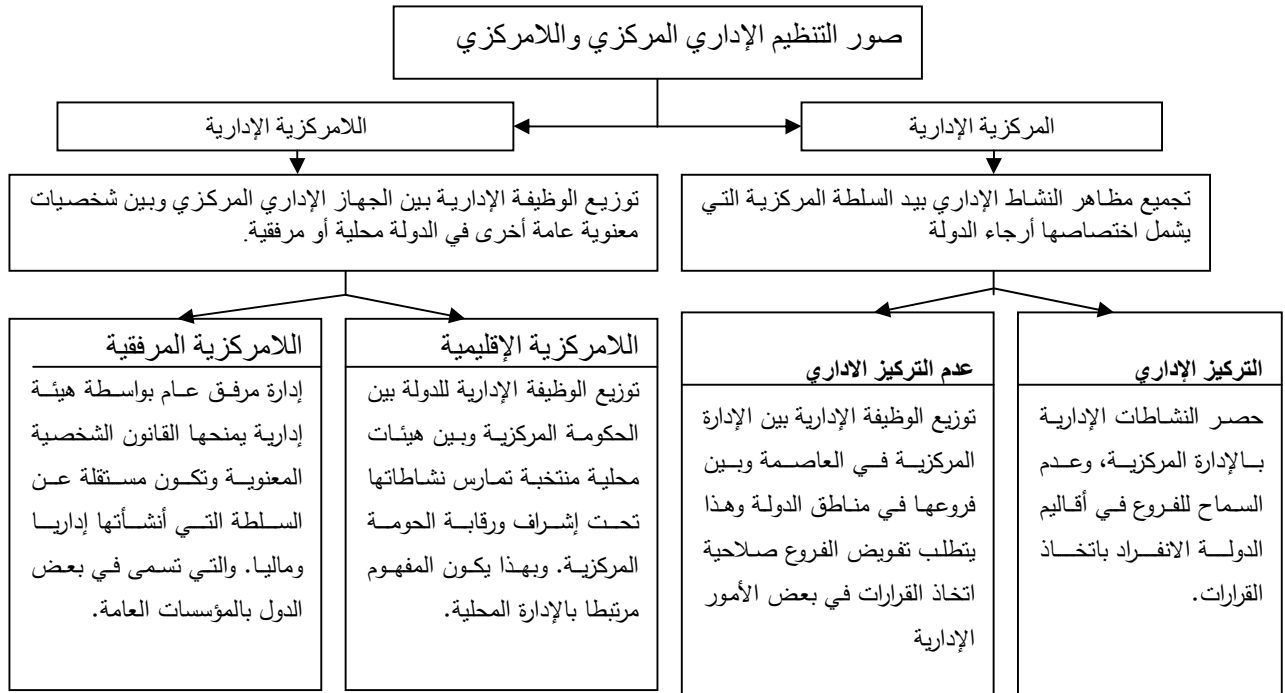 صور التنظيم الإداري المركزي واللامركزي
المركزية الإدارية
اللامركزية الإدارية
تجميع مظاهر النشاط الإداري بيد السلطة المركزية التي
يشمل اختصاصها أرجاء الدولة
توزيع الوظيفة الإدارية بين الجهاز الإداري المركزي وبين شخصيات
معنوية عامة أخرى في الدولة محلية أو مرفقية.
التركيز الإداري
حصر النشاطات الإدارية
بالإدارة المركزية، وعدم
السماح للفروع في أقاليم
الدولة الانفراد باتخاذ
القرارات.
عدم التركيز الاداري
توزيع الوظيفة الإدارية بين الإدارة
المركزية في العاصمة وبين
فروعها في مناطق الدولة وهذا
يتطلب تفويض الفروع صلاحية
اتخاذ القرارات في بعض الأمور
الإدارية
اللامركزية الإقليمية
توزيع الوظيفة الإدارية للدولة بين
الحكومة المركزية وبين هيئات
محلية منتخبة تمارس نشاطاتها
تحت إشراف ورقابة الحومة
المركزية. وبهذا يكون المفهوم
مرتبطا بالإدارة المحلية.
اللامركزية المرفقية
إدارة مرفق عام بواسطة هيئة
إدارية يمنحها القانون الشخصية
المعنوية وتكون مستقلة عن
السلطة التي أنشأتها إداريا
وماليا. والتي تسمى في بعض
الدول بالمؤسسات العامة.